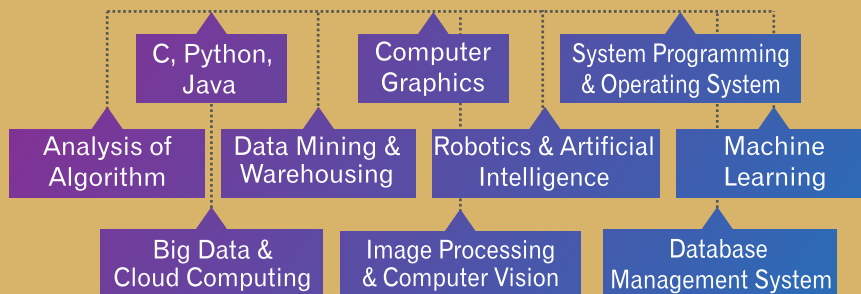 C, Python,
Java
Computer
Graphics
System Programming
& Operating System
Analysis of
Algorithm
Data Mining &
Warehousing
Robotics & Artificial
Intelligence
Machine
Learning
Big Data &
Cloud Computing
Image Processing
& Computer Vision
Database
Management System